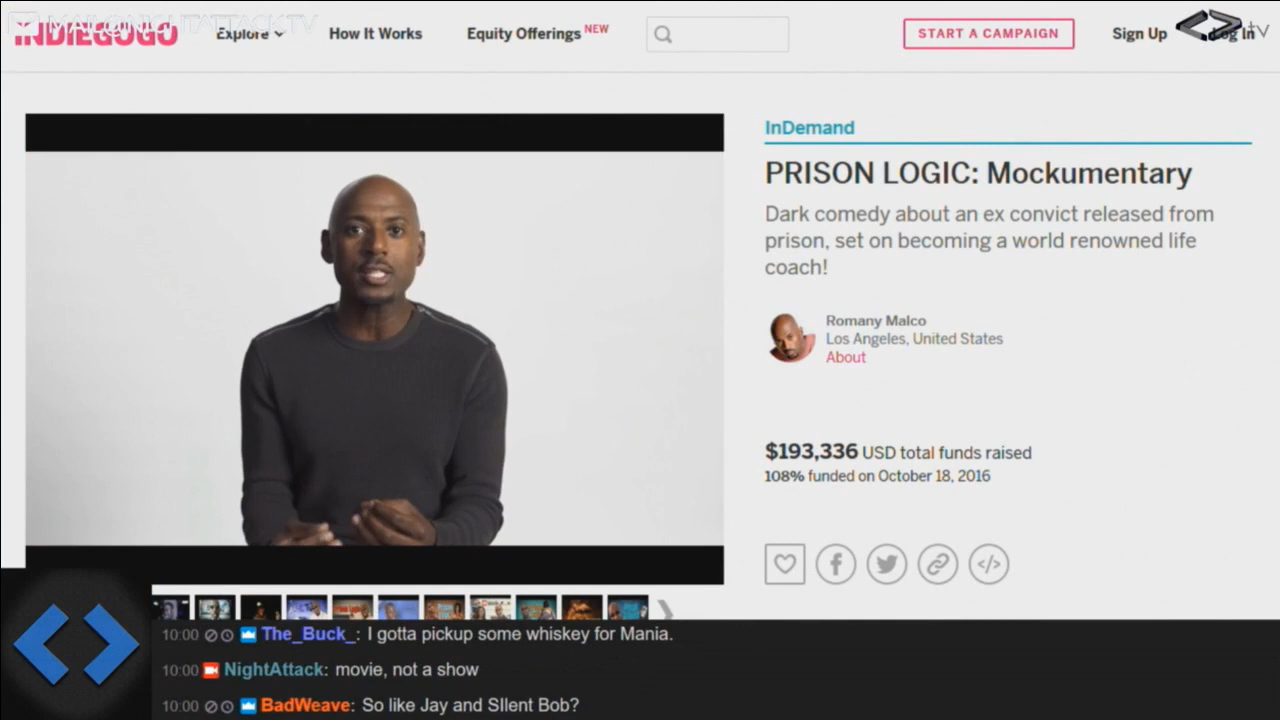 MAIL@NIGHTATTACKTV
INDIEGOGO
Explore
How It Works
Equity Offerings NEW
START A CAMPAIGN
Sign Up
Log In
TV
InDemand
PRISON LOGIC: Mockumentary
Dark comedy about an ex convict released from
prison, set on becoming a world renowned life
coach!
Romany Malco
Los Angeles, United States
About
$193,336 USD total funds raised
108% funded on October 18, 2016
10:00 The_Buck_: I gotta pickup some whiskey for Mania.
10:00 NightAttack: movie, not a show
10:00 BadWeave: So like Jay and SIlent Bob?